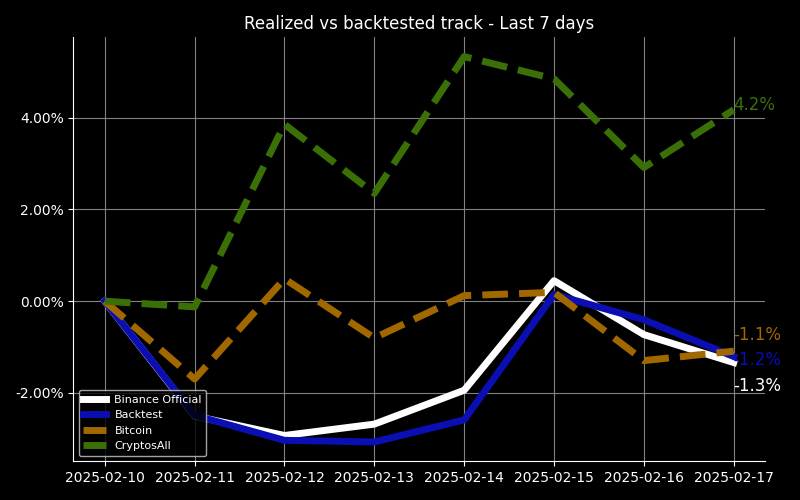 Realized vs backtested track - Last 7 days
4.00%
2.00%
0.00%
-2.00%
4.2%
-1.1%
-1.2%
-1.3%
Binance Official
Backtest
Bitcoin
CryptosAll
2025-02-10 2025-02-11 2025-02-12 2025-02-13 2025-02-14 2025-02-15 2025-02-16 2025-02-17